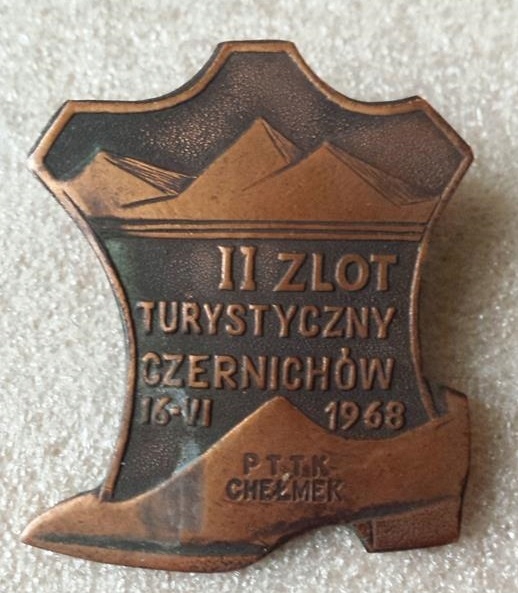 II ZLOT
TURYSTYCZNY
CZERNICHÓW
16-VI 1968
P.T.T.K.
CHEŁMEK